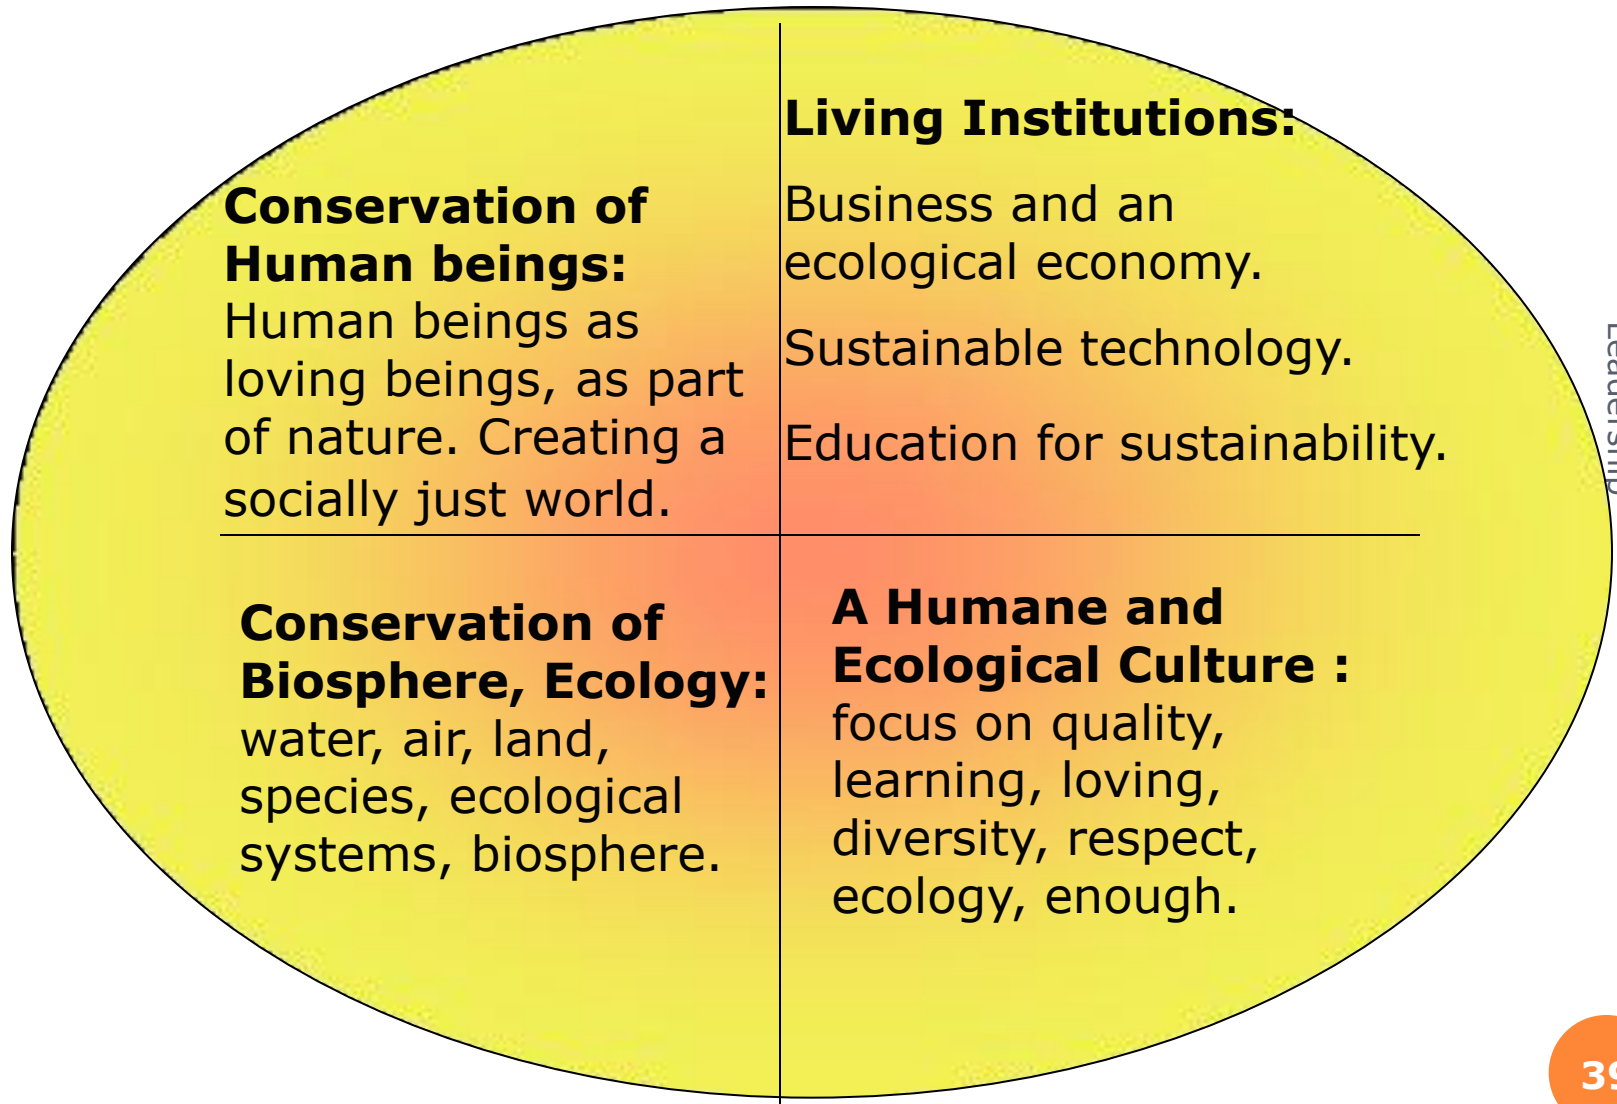 Conservation of
Human beings:
Human beings as
loving beings, as part
of nature. Creating a
socially just world.
Living Institutions:
Business and an
ecological economy.
Sustainable technology.
Education for sustainability.
Conservation of
Biosphere, Ecology:
water, air, land,
species, ecological
systems, biosphere.
A Humane and
Ecological Culture :
focus on quality,
learning, loving,
diversity, respect,
ecology, enough.
Leadership
39